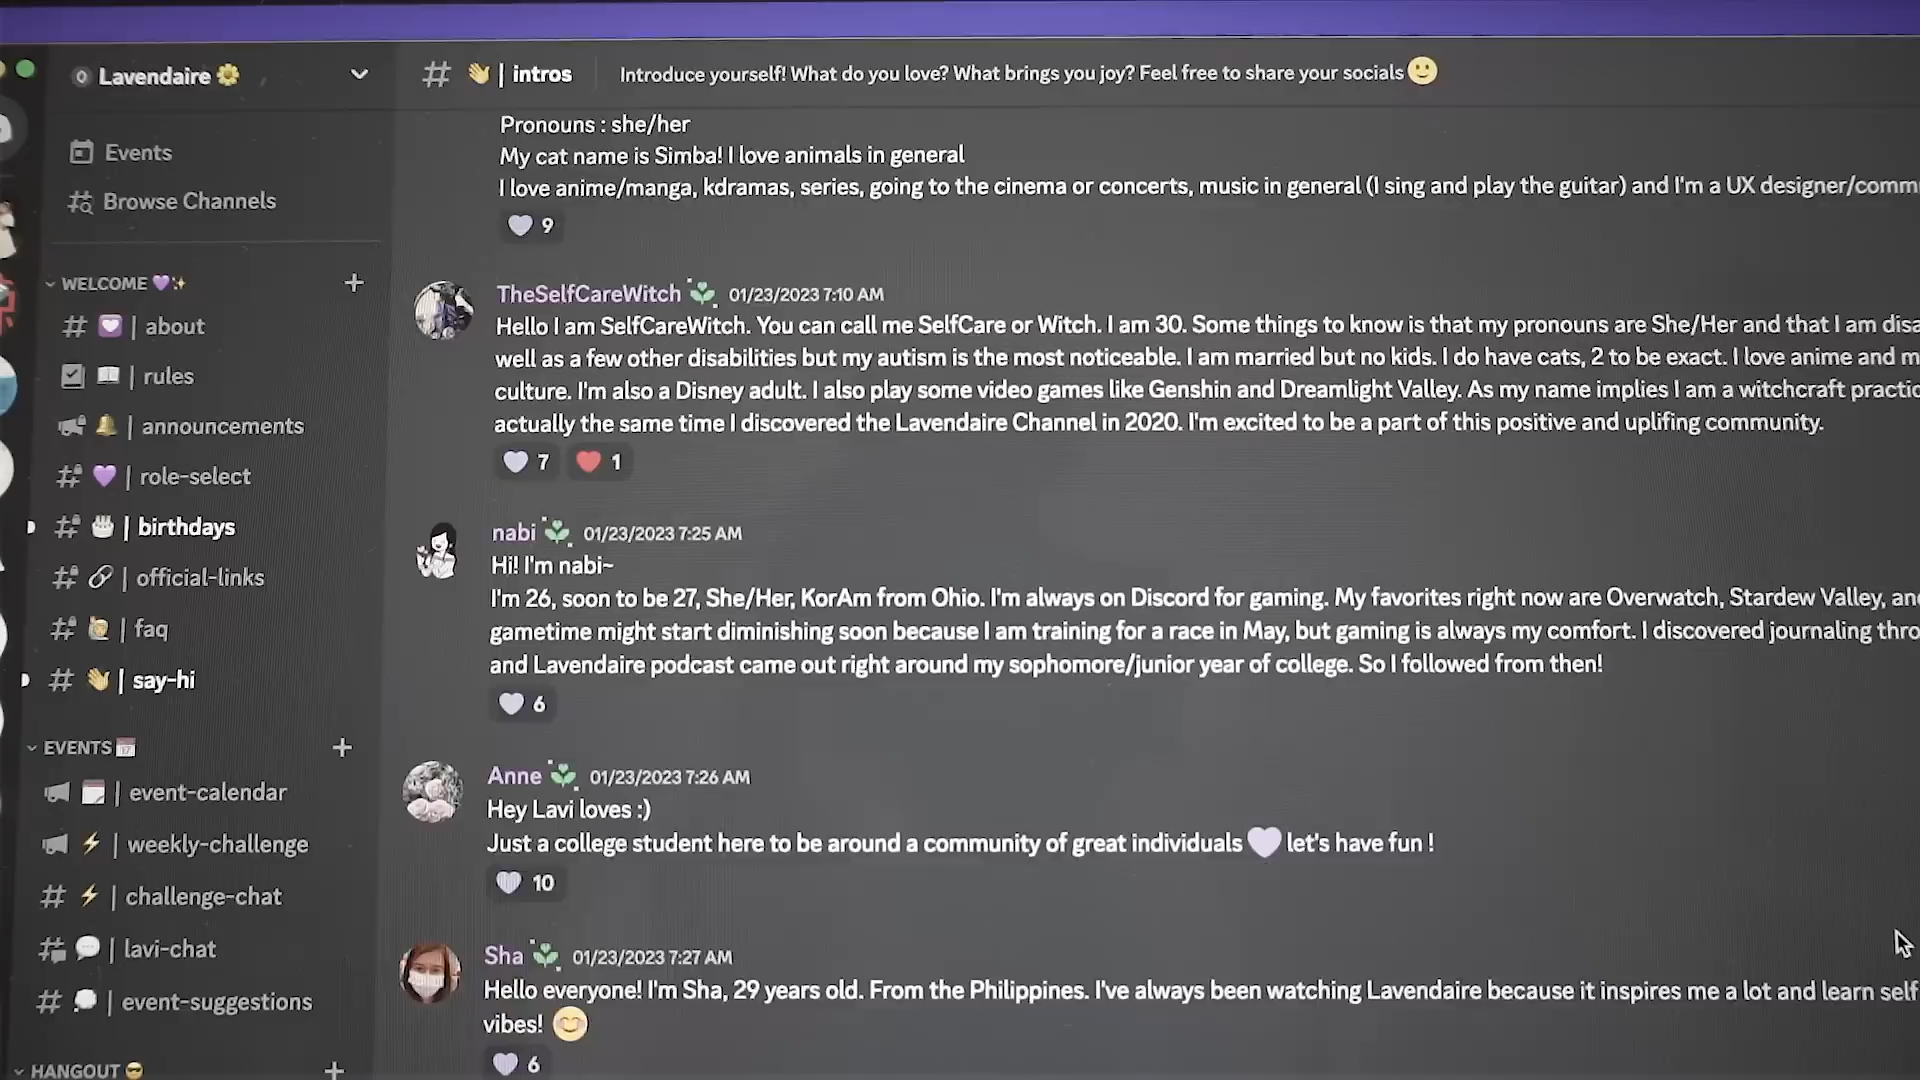 Lavendaire
Events
Browse Channels
WELCOME
| about
| rules
| announcements
| role-select
| birthdays
| official-links
| faq
| say-hi
EVENTS
| event-calendar
| weekly-challenge
| challenge-chat
| lavi-chat
| event-suggestions
HANGOUT
# 👋 | intros
Introduce yourself! What do you love? What brings you joy? Feel free to share your socials 🙂
Pronouns : she/her
My cat name is Simba! I love animals in general
I love anime/manga, kdramas, series, going to the cinema or concerts, music in general (I sing and play the guitar) and I'm a UX designer/comm
9
TheSelfCareWitch 01/23/2023 7:10 AM
Hello I am SelfCareWitch. You can call me SelfCare or Witch. I am 30. Some things to know is that my pronouns are She/Her and that I am disa
well as a few other disabilities but my autism is the most noticeable. I am married but no kids. I do have cats, 2 to be exact. I love anime and m
culture. I'm also a Disney adult. I also play some video games like Genshin and Dreamlight Valley. As my name implies I am a witchcraft practic
actually the same time I discovered the Lavendaire Channel in 2020. I'm excited to be a part of this positive and uplifing community.
7 1
nabi 01/23/2023 7:25 AM
Hi! I'm nabi~
I'm 26, soon to be 27, She/Her, KorAm from Ohio. I'm always on Discord for gaming. My favorites right now are Overwatch, Stardew Valley, an
gametime might start diminishing soon because I am training for a race in May, but gaming is always my comfort. I discovered journaling thro
and Lavendaire podcast came out right around my sophomore/junior year of college. So I followed from then!
6
Anne 01/23/2023 7:26 AM
Hey Lavi loves :)
Just a college student here to be around a community of great individuals let's have fun !
10
Sha 01/23/2023 7:27 AM
Hello everyone! I'm Sha, 29 years old. From the Philippines. I've always been watching Lavendaire because it inspires me a lot and learn self
vibes! 😊
6